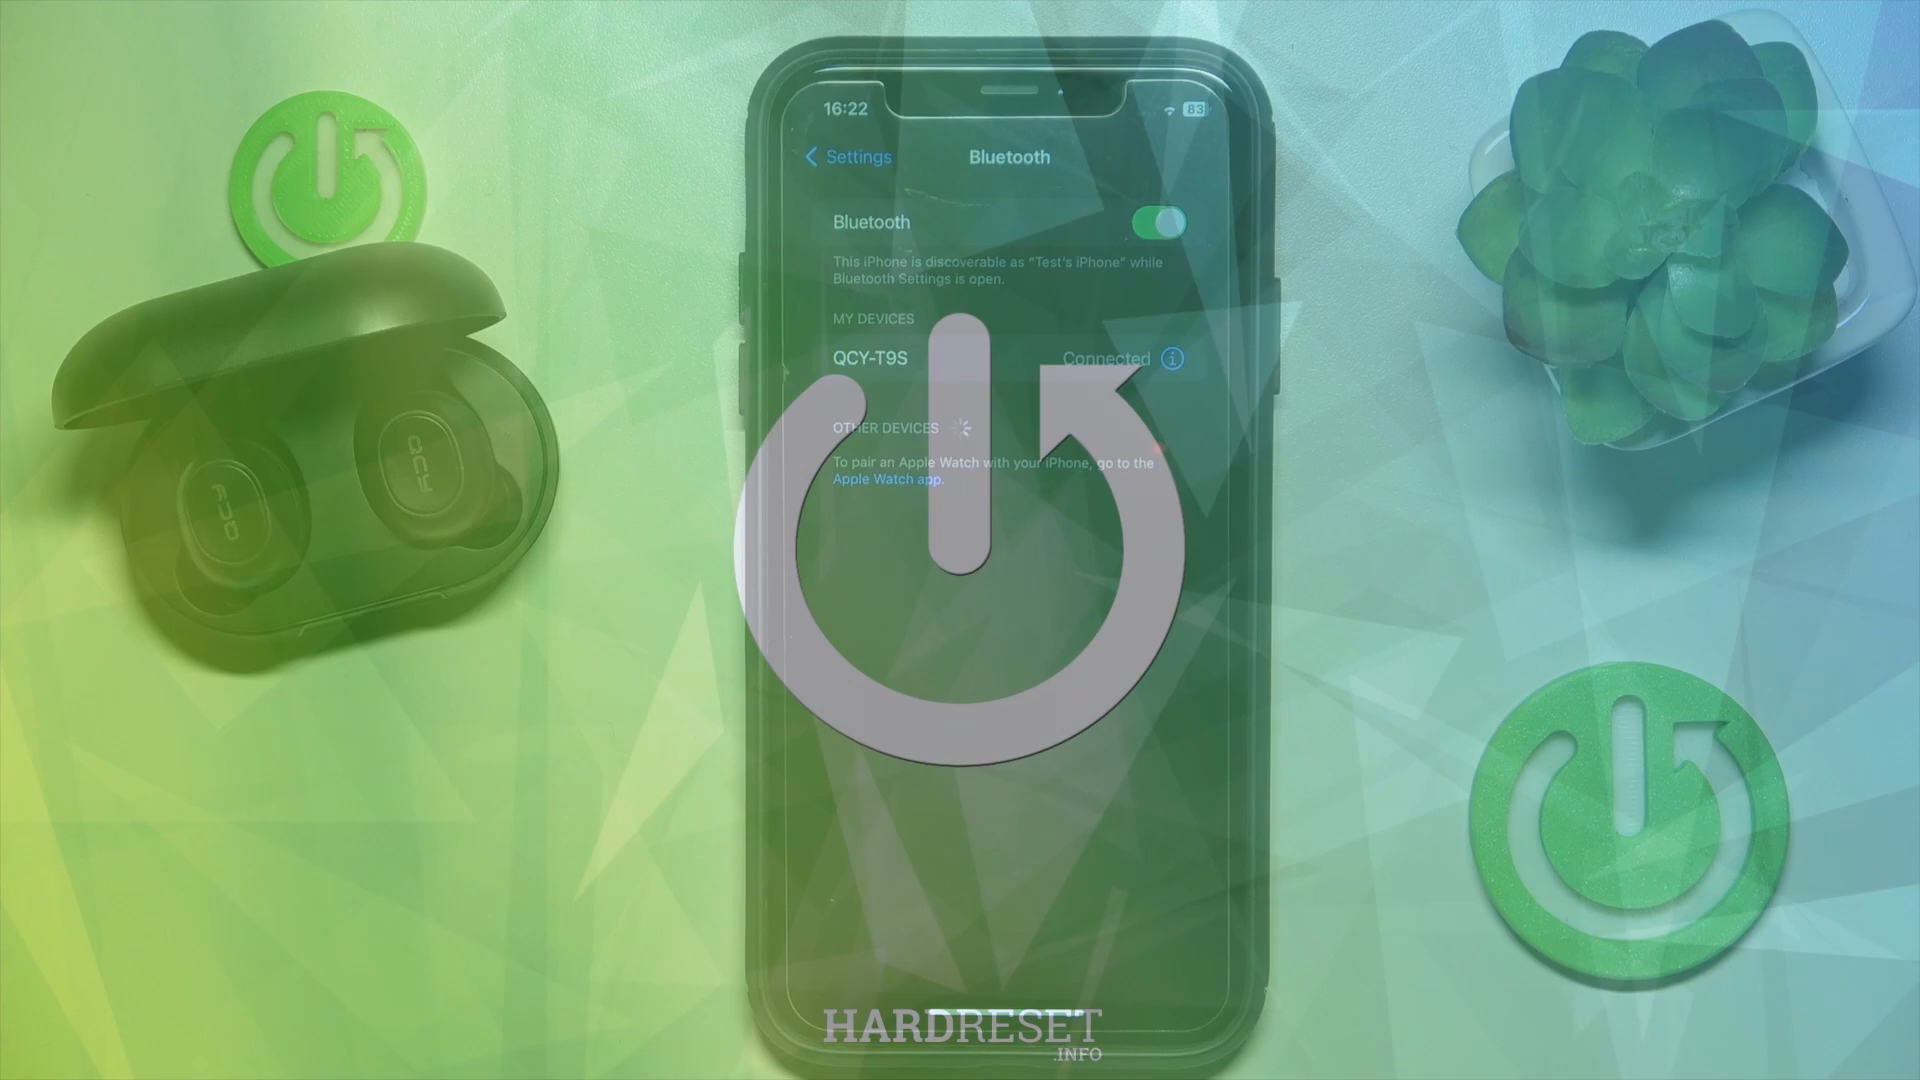 16:22
83
Settings
Bluetooth
Bluetooth
This iPhone is discoverable as “Test's iPhone” while
Bluetooth Settings is open.
MY DEVICES
QCY-T9S
Connected
OTHER DEVICES
To pair an Apple Watch with your iPhone, go to the
Apple Watch app.
QCY
QCY
HARDRESET
.INFO